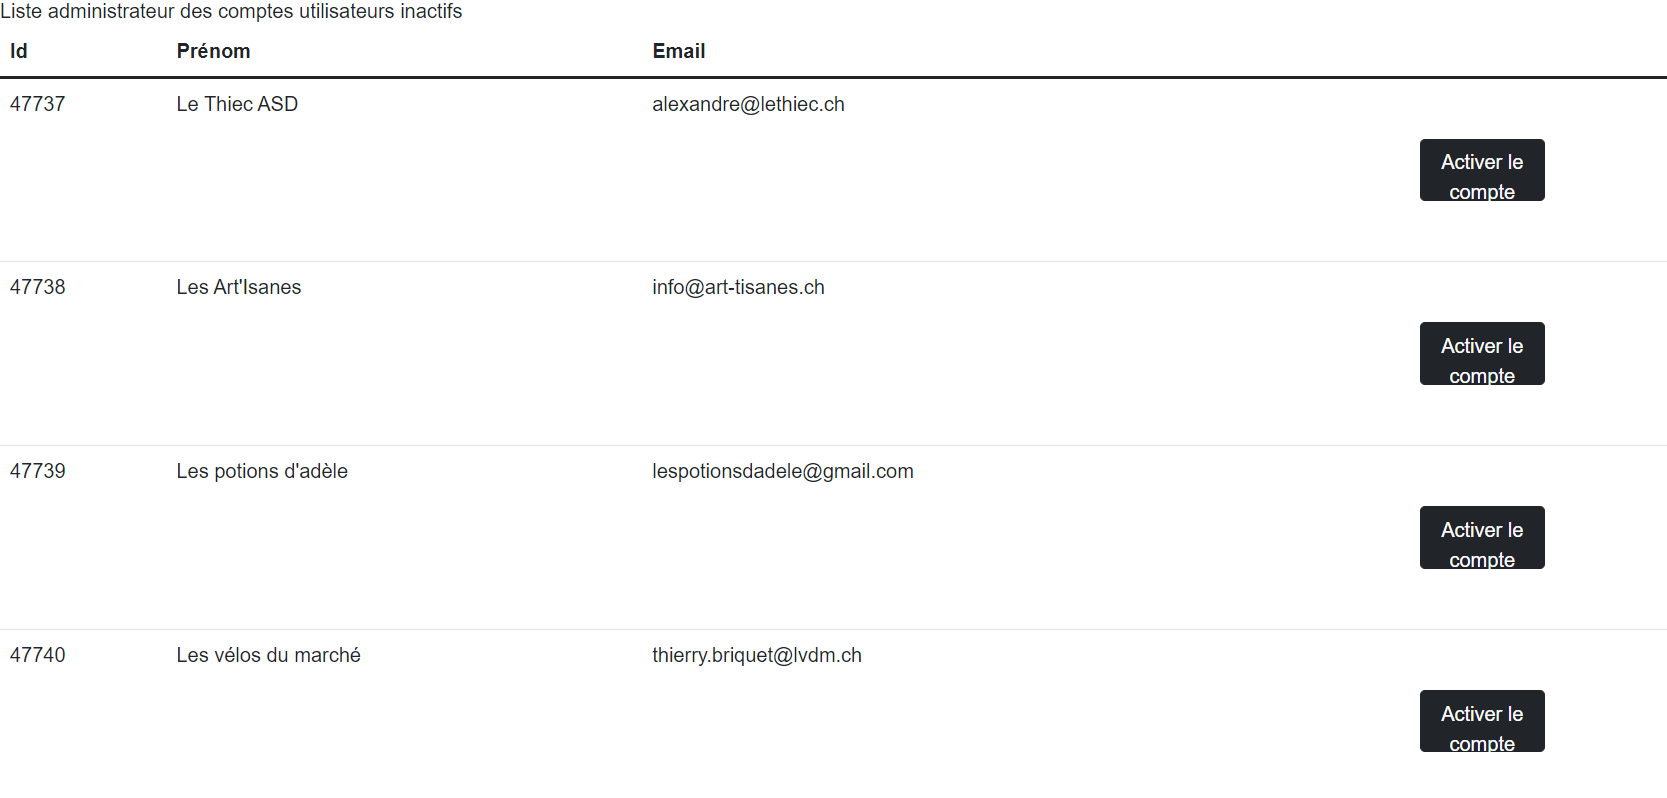 Liste administrateur des comptes utilisateurs inactifs
Id Prénom Email
47737 Le Thiec ASD alexandre@lethiec.ch
Activer le
compte
47738 Les Art'Isanes info@art-tisanes.ch
Activer le
compte
47739 Les potions d'adèle lespotionsdadele@gmail.com
Activer le
compte
47740 Les vélos du marché thierry.briquet@lvdm.ch
Activer le
compte